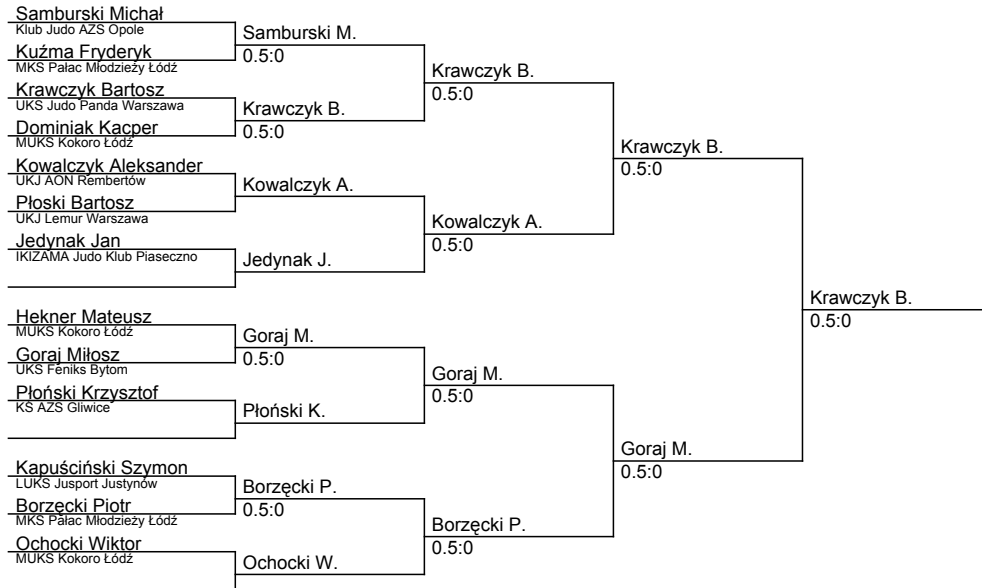 Samburski Michał
Klub Judo AZS Opole
Kuźma Fryderyk
MKS Pałac Młodzieży Łódź
Krawczyk Bartosz
UKS Judo Panda Warszawa
Dominiak Kacper
MUKS Kokoro Łódź
Kowalczyk Aleksander
UKJ AON Rembertów
Płoski Bartosz
UKJ Lemur Warszawa
Jedynak Jan
IKIZAMA Judo Klub Piaseczno
Hekner Mateusz
MUKS Kokoro Łódź
Goraj Miłosz
UKS Feniks Bytom
Płoński Krzysztof
KS AZS Gliwice
Kapuściński Szymon
LUKS Jusport Justynów
Borzęcki Piotr
MKS Pałac Młodzieży Łódź
Ochocki Wiktor
MUKS Kokoro Łódź
Samburski M.
0.5:0
Krawczyk B.
0.5:0
Kowalczyk A.
Jedynak J.
Goraj M.
0.5:0
Płoński K.
Borzęcki P.
0.5:0
Ochocki W.
Krawczyk B.
0.5:0
Kowalczyk A.
0.5:0
Goraj M.
0.5:0
Borzęcki P.
0.5:0
Krawczyk B.
0.5:0
Goraj M.
0.5:0
Krawczyk B.
0.5:0